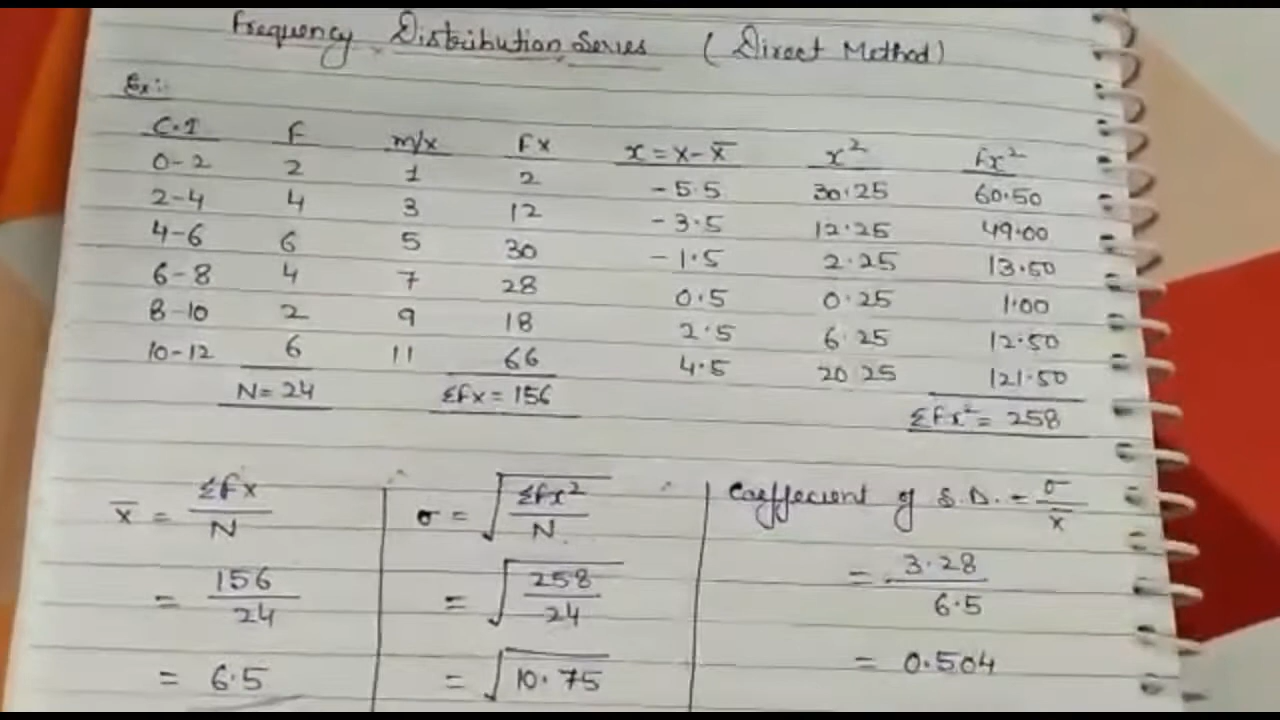 Frequency Distribution Series (Direct Method)
Ex:-
C.I F m/x Fx x = x - x̅ x² fx²
0-2 2 1 2 -5.5 30.25 60.50
2-4 4 3 12 -3.5 12.25 49.00
4-6 6 5 30 -1.5 2.25 13.50
6-8 4 7 28 0.5 0.25 1.00
8-10 2 9 18 2.5 6.25 12.50
10-12 6 11 66 4.5 20.25 121.50
N = 24 Σfx = 156 Σfx² = 258
x̅ = Σfx / N
= 156 / 24
= 6.5
σ = √(Σfx² / N)
= √(258 / 24)
= √10.75
Coeffecient of S.D. = σ / x̅
= 3.28 / 6.5
= 0.504